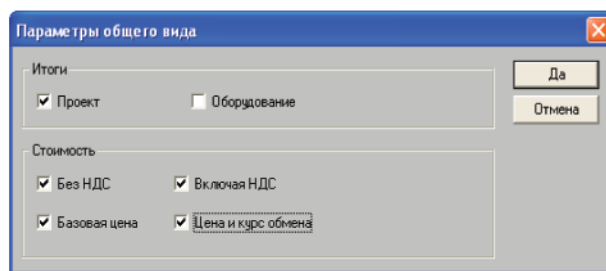 Параметры общего вида
Итоги
Проект
Оборудование
Да
Отмена
Стоимость
Без НДС
Включая НДС
Базовая цена
Цена и курс обмена